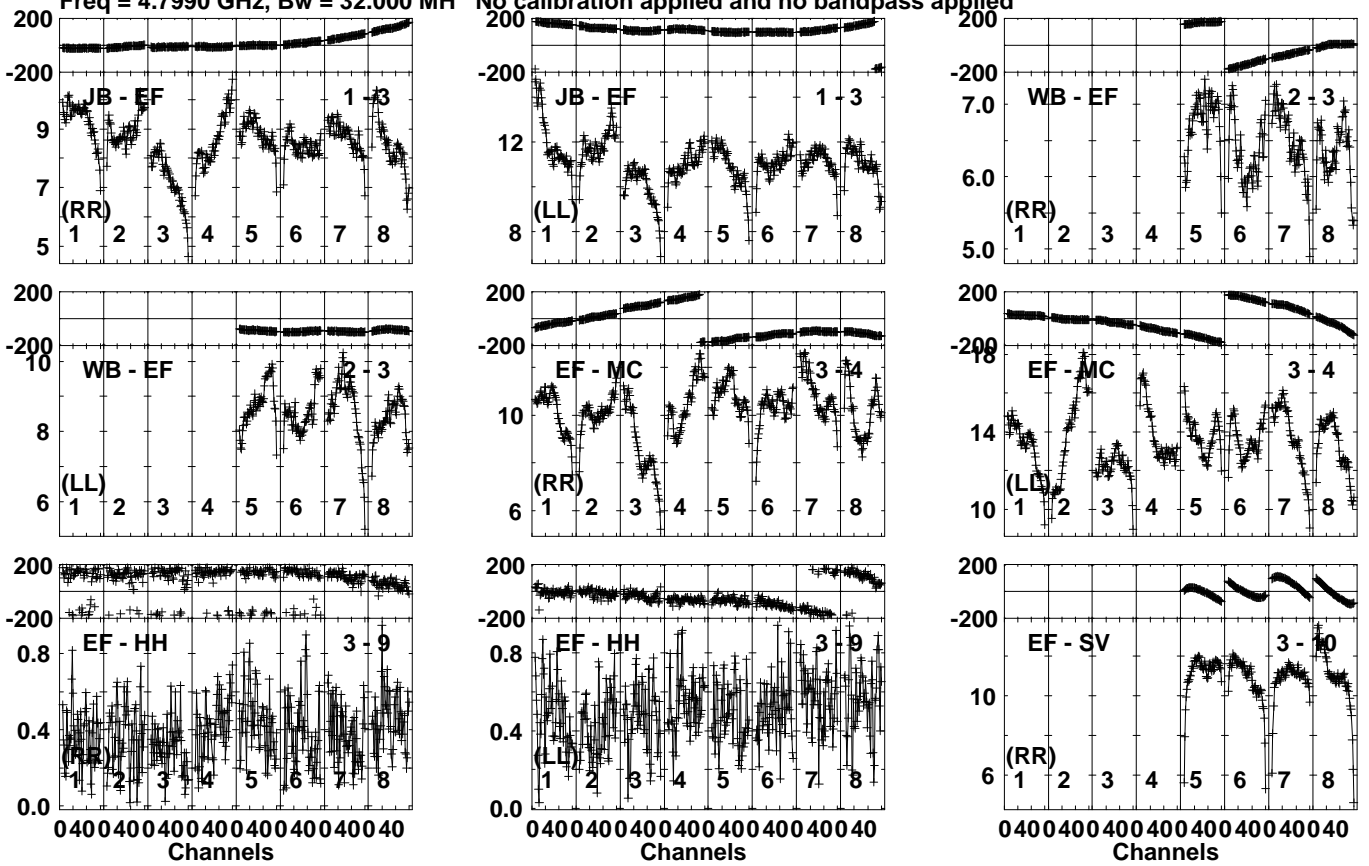 Freq = 4.7990 GHz, Bw = 32.000 MH No calibration applied and no bandpass applied
200 200 200
-200 -200 -200
JB - EF 1 - 3 JB - EF 1 - 3 WB - EF 2 - 3
9 12 7.0
7 6.0
(RR) (LL) (RR)
1 2 3 4 5 6 7 8 8 1 2 3 4 5 6 7 8 1 2 3 4 5 6 7 8
5 5.0
200 200 200
-200 -200 -200
10 18
WB - EF 2 - 3 EF - MC 3 - 4 EF - MC 3 - 4
8 10 14
(LL) (RR) (LL)
1 2 3 4 5 6 7 8 1 2 3 4 5 6 7 8 1 2 3 4 5 6 7 8
6 6 10
200 200 200
-200 -200 -200
EF - HH 3 - 9 EF - HH 3 - 9 EF - SV 3 - 10
0.8 0.8 10
0.4 0.4
(RR) (LL) (RR)
1 2 3 4 5 6 7 8 1 2 3 4 5 6 7 8 6 1 2 3 4 5 6 7 8
0.0 0.0
0 40 0 40 0 40 0 40 0 40 0 40 0 40 0 40 0 40 0 40 0 40 0 40 0 40 0 40 0 40 0 40 0 40 0 40 0 40 0 40 0 40 0 40 0 40 0 40
Channels Channels Channels